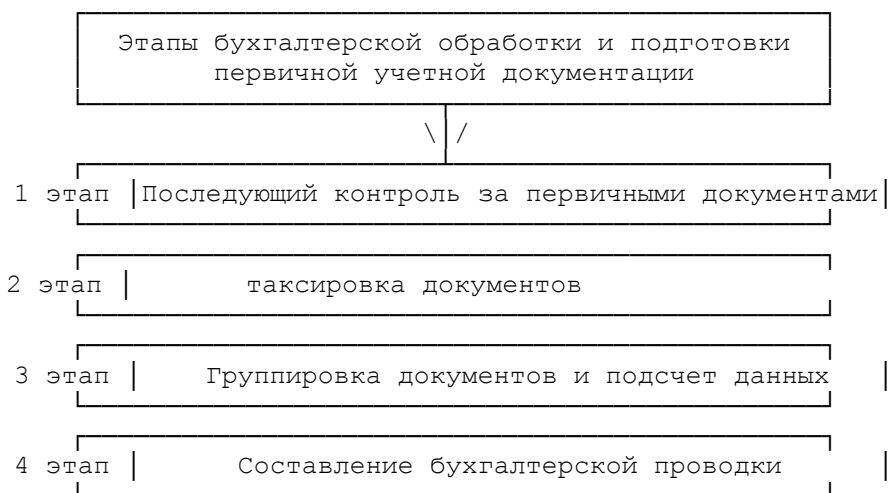 Этапы бухгалтерской обработки и подготовки
первичной учетной документации
1 этап Последующий контроль за первичными документами
2 этап таксировка документов
3 этап Группировка документов и подсчет данных
4 этап Составление бухгалтерской проводки